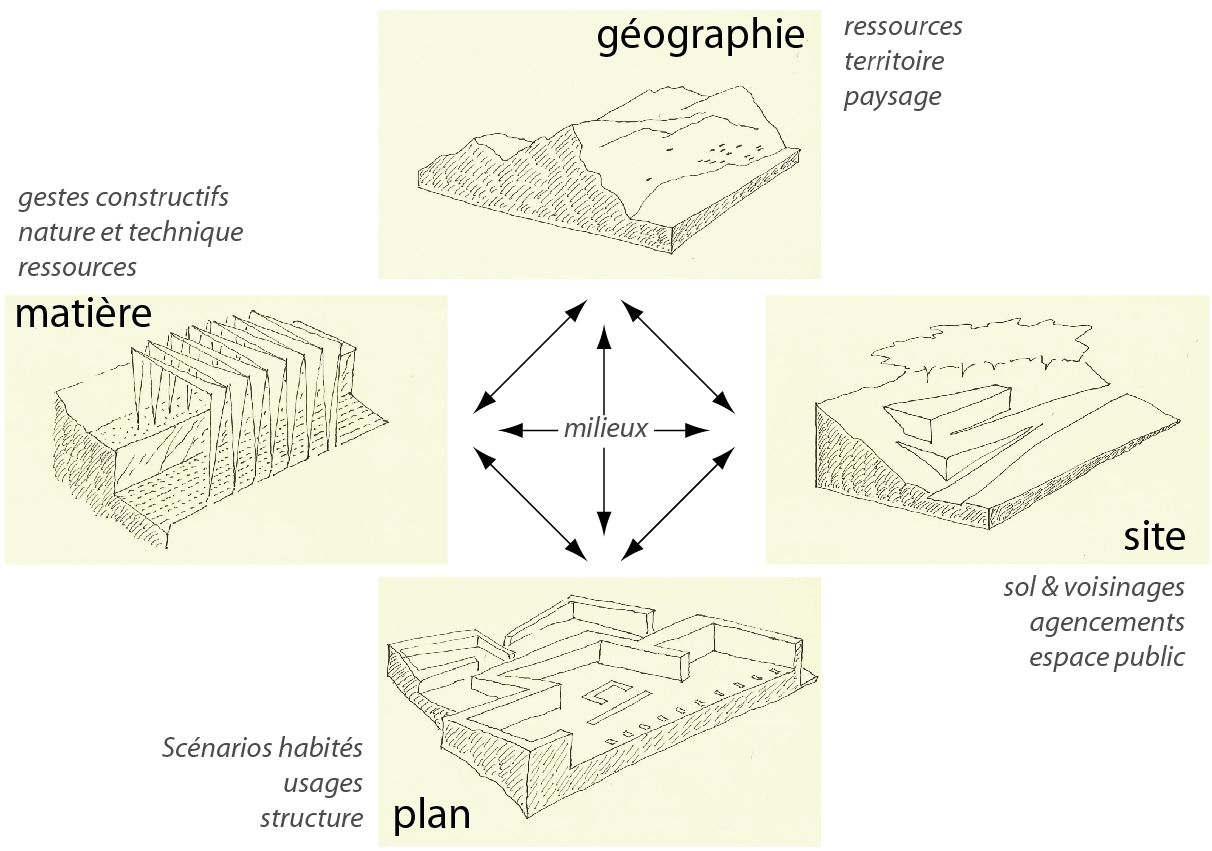 géographie
ressources
territoire
paysage
gestes constructifs
nature et technique
ressources
matière
milieux
site
sol & voisinages
agencements
espace public
Scénarios habités
usages
structure
plan